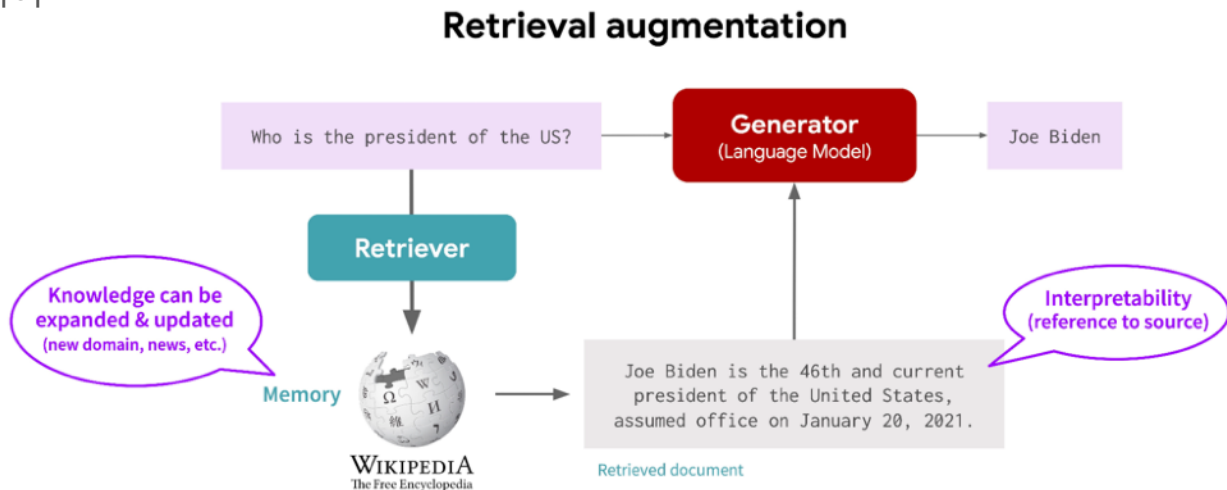 Retrieval augmentation
Who is the president of the US?
Generator
(Language Model)
Joe Biden
Retriever
Knowledge can be
expanded & updated
(new domain, news, etc.)
Interpretability
(reference to source)
Memory
Ω
W
И
WIKIPEDIA
The Free Encyclopedia
Joe Biden is the 46th and current
president of the United States,
assumed office on January 20, 2021.
Retrieved document